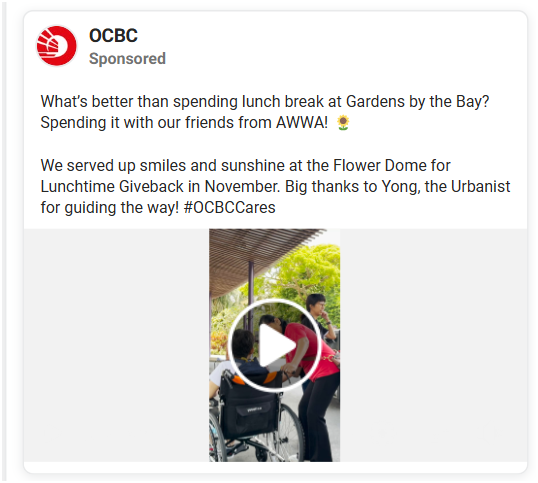 OCBC
Sponsored
What’s better than spending lunch break at Gardens by the Bay?
Spending it with our friends from AWWA! 🌻
We served up smiles and sunshine at the Flower Dome for
Lunchtime Giveback in November. Big thanks to Yong, the Urbanist
for guiding the way! #OCBCCares